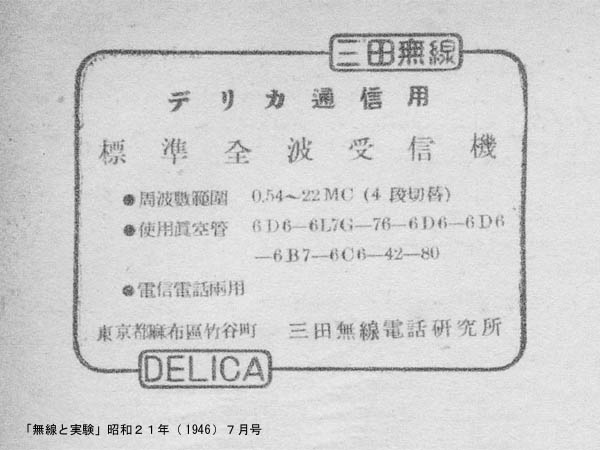 三田無線
デリカ通信用
標準全波受信機
●周波數範圍 0.54～22MC (4段切替)
●使用眞空管 6D6—6L7G—76—6D6—6D6
—6B7—6C6—42—80
●電信電話兩用
東京都麻布區竹谷町 三田無線電話研究所
DELICA
「無線と実験」昭和２１年（1946）７月号